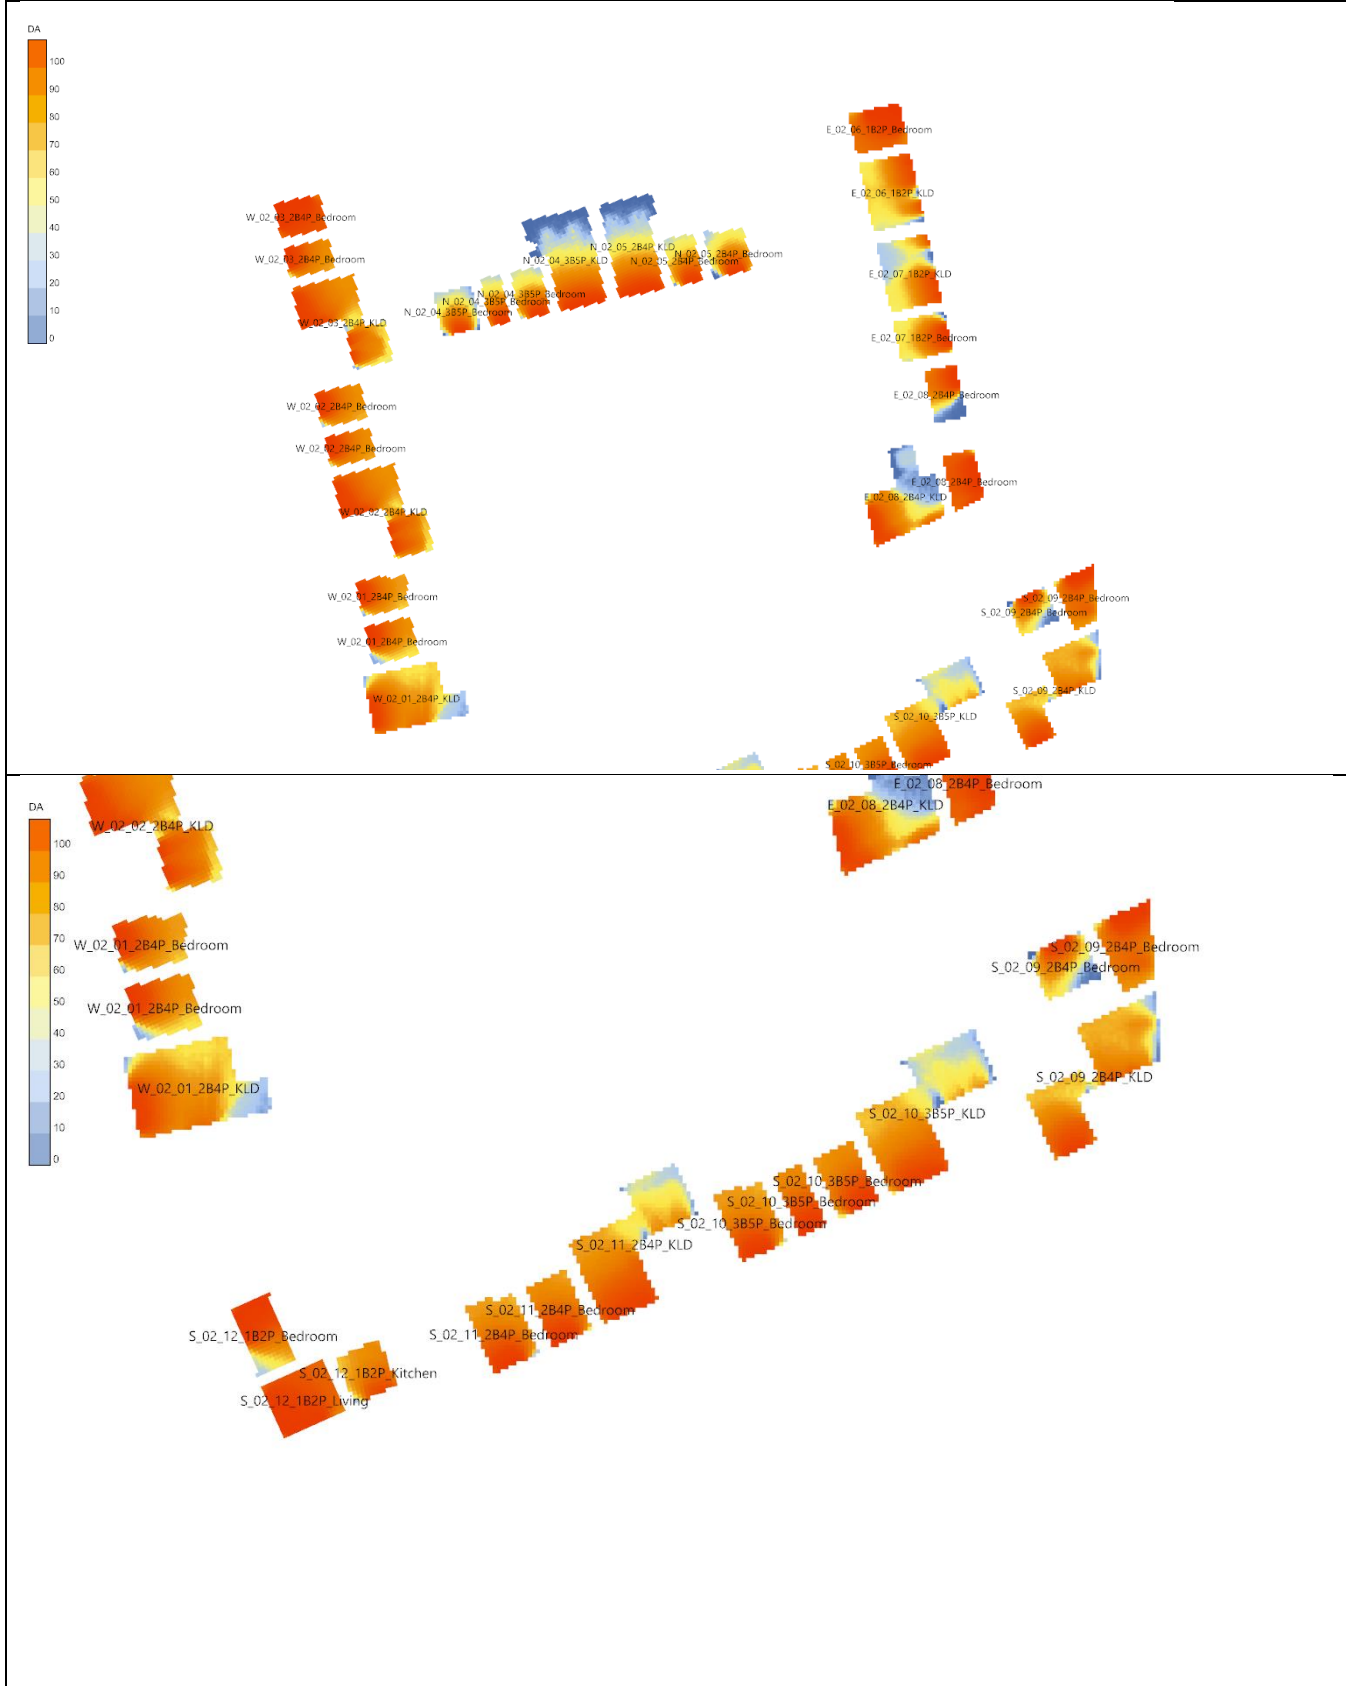 DA
100
90
80
70
60
50
40
30
20
10
0
E_02_06_1B2P_Bedroom
E_02_06_1B2P_KLD
W_02_03_2B4P_Bedroom
W_02_03_2B4P_Bedroom
W_02_03_2B4P_KLD
N_02_05_2B4P_KLD
N_02_05_2B4P_Bedroom
N_02_04_3B5P_KLD
N_02_05_2B4P_Bedroom
N_02_04_3B5P_Bedroom
N_02_04_3B5P_Bedroom
N_02_04_3B5P_Bedroom
E_02_07_1B2P_KLD
E_02_07_1B2P_Bedroom
E_02_08_2B4P_Bedroom
W_02_02_2B4P_Bedroom
W_02_02_2B4P_Bedroom
W_02_02_2B4P_KLD
E_02_08_2B4P_Bedroom
E_02_08_2B4P_KLD
W_02_01_2B4P_Bedroom
W_02_01_2B4P_Bedroom
W_02_01_2B4P_KLD
S_02_09_2B4P_Bedroom
S_02_09_2B4P_Bedroom
S_02_09_2B4P_KLD
S_02_10_3B5P_KLD
S_02_10_3B5P_Bedroom
DA
100
90
80
70
60
50
40
30
20
10
0
E_02_08_2B4P_Bedroom
E_02_08_2B4P_KLD
W_02_02_2B4P_KLD
W_02_01_2B4P_Bedroom
W_02_01_2B4P_Bedroom
W_02_01_2B4P_KLD
S_02_09_2B4P_Bedroom
S_02_09_2B4P_Bedroom
S_02_09_2B4P_KLD
S_02_10_3B5P_KLD
S_02_10_3B5P_Bedroom
S_02_10_3B5P_Bedroom
S_02_10_3B5P_Bedroom
S_02_11_2B4P_KLD
S_02_11_2B4P_Bedroom
S_02_11_2B4P_Bedroom
S_02_12_1B2P_Bedroom
S_02_12_1B2P_Kitchen
S_02_12_1B2P_Living